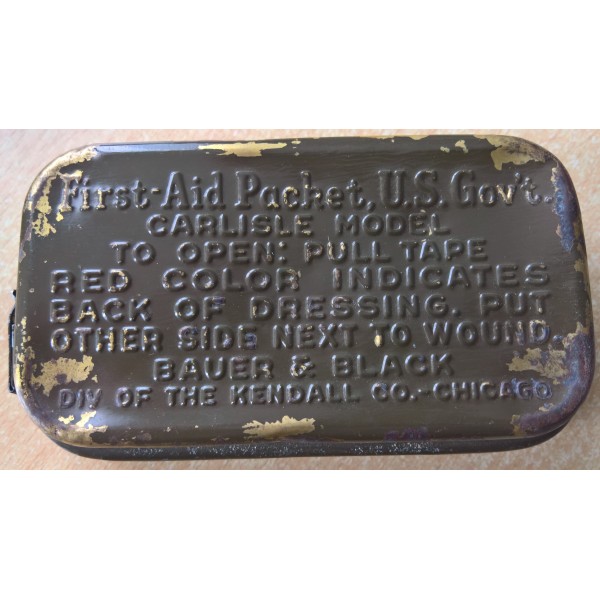 First-Aid Packet, U.S. Gov't.
CARLISLE MODEL
TO OPEN: PULL TAPE
RED COLOR INDICATES
BACK OF DRESSING. PUT
OTHER SIDE NEXT TO WOUND.
BAUER & BLACK
DIV OF THE KENDALL CO.-CHICAGO